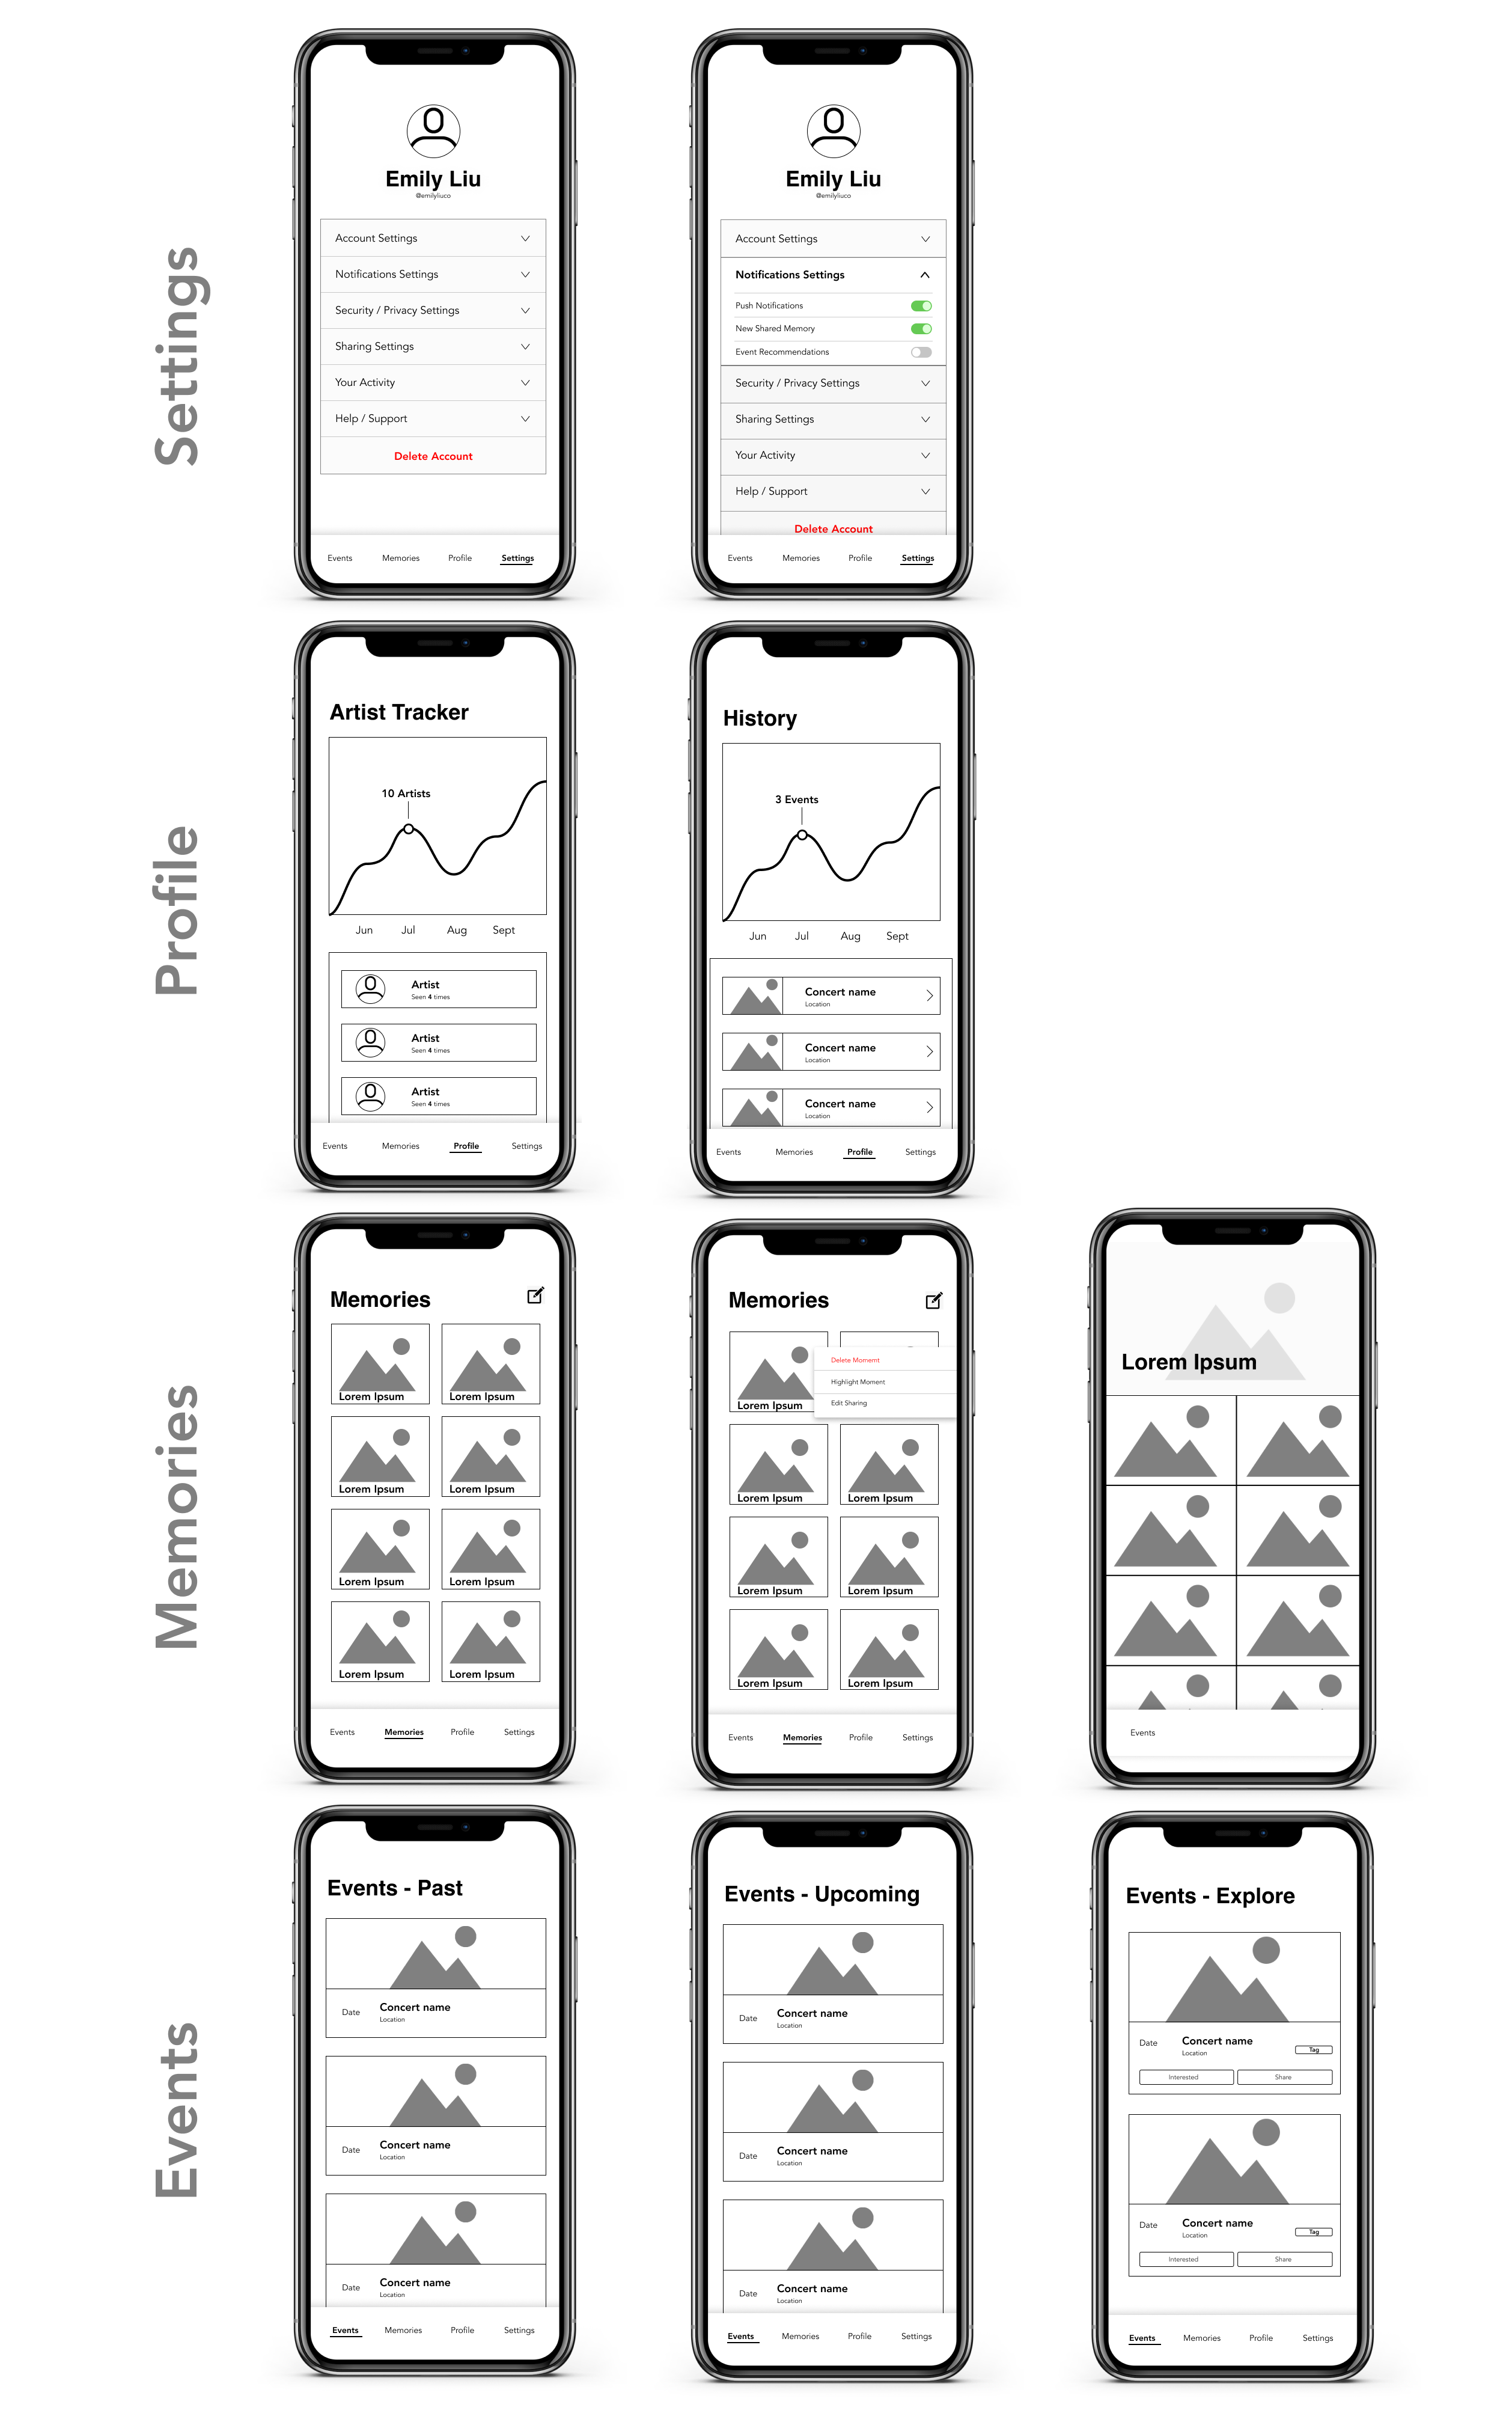 Settings
Emily Liu
@emilyliuco
Account Settings
Notifications Settings
Security / Privacy Settings
Sharing Settings
Your Activity
Help / Support
Delete Account
Events Memories Profile Settings
Emily Liu
@emilyliuco
Account Settings
Notifications Settings
Push Notifications
New Shared Memory
Event Recommendations
Security / Privacy Settings
Sharing Settings
Your Activity
Help / Support
Delete Account
Events Memories Profile Settings
Profile
Artist Tracker
10 Artists
Jun Jul Aug Sept
Artist
Seen 4 times
Artist
Seen 4 times
Artist
Seen 4 times
Events Memories Profile Settings
History
3 Events
Jun Jul Aug Sept
Concert name
Location
Concert name
Location
Concert name
Location
Events Memories Profile Settings
Memories
Memories
Lorem Ipsum Lorem Ipsum
Lorem Ipsum Lorem Ipsum
Lorem Ipsum Lorem Ipsum
Lorem Ipsum Lorem Ipsum
Events Memories Profile Settings
Memories
Delete Momemt
Highlight Moment
Edit Sharing
Lorem Ipsum
Lorem Ipsum Lorem Ipsum
Lorem Ipsum Lorem Ipsum
Lorem Ipsum Lorem Ipsum
Events Memories Profile Settings
Lorem Ipsum
Events
Events
Events - Past
Date Concert name
Location
Date Concert name
Location
Date Concert name
Location
Events Memories Profile Settings
Events - Upcoming
Date Concert name
Location
Date Concert name
Location
Date Concert name
Location
Events Memories Profile Settings
Events - Explore
Date Concert name
Location Tag
Interested Share
Date Concert name
Location Tag
Interested Share
Events Memories Profile Settings